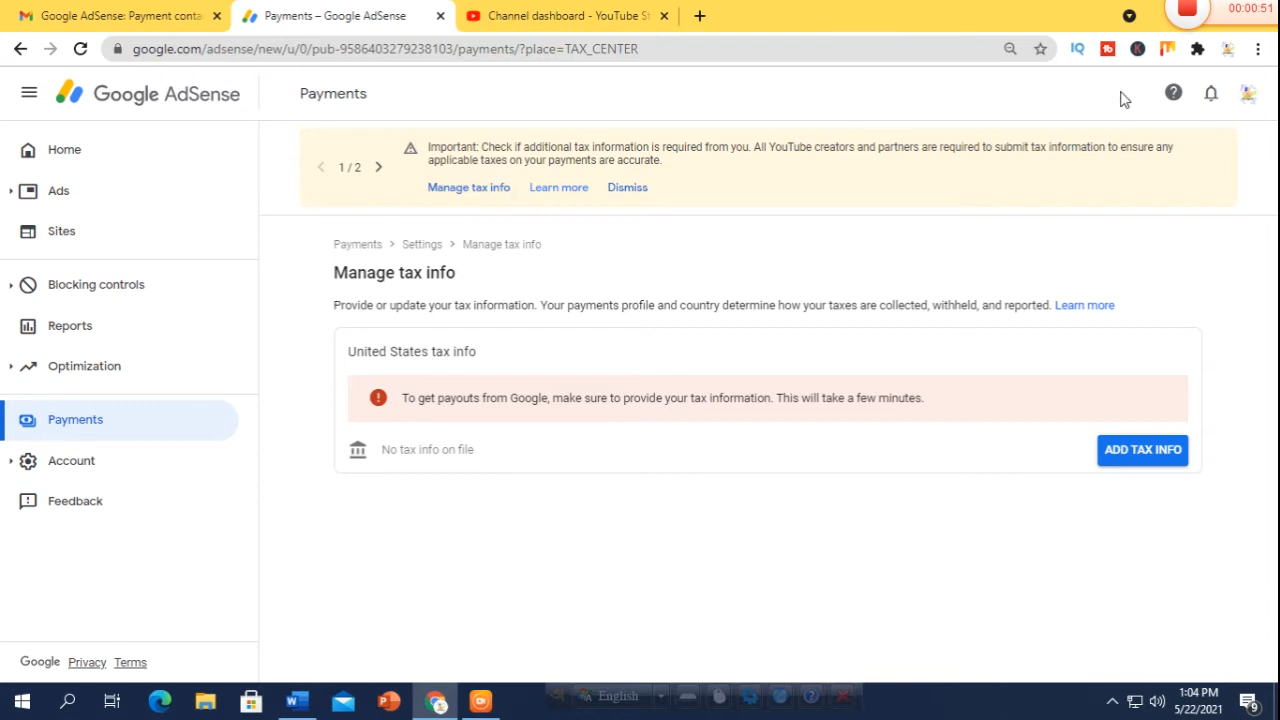 Google AdSense: Payment conta
Payments – Google AdSense
Channel dashboard - YouTube St
00:00:51
google.com/adsense/new/u/0/pub-9586403279238103/payments/?place=TAX_CENTER
IQ
Google AdSense
Payments
Home
Ads
Sites
Blocking controls
Reports
Optimization
Payments
Account
Feedback
Google Privacy Terms
1 / 2
Important: Check if additional tax information is required from you. All YouTube creators and partners are required to submit tax information to ensure any
applicable taxes on your payments are accurate.
Manage tax info Learn more Dismiss
Payments > Settings > Manage tax info
Manage tax info
Provide or update your tax information. Your payments profile and country determine how your taxes are collected, withheld, and reported. Learn more
United States tax info
To get payouts from Google, make sure to provide your tax information. This will take a few minutes.
No tax info on file
ADD TAX INFO
English
1:04 PM
5/22/2021
9